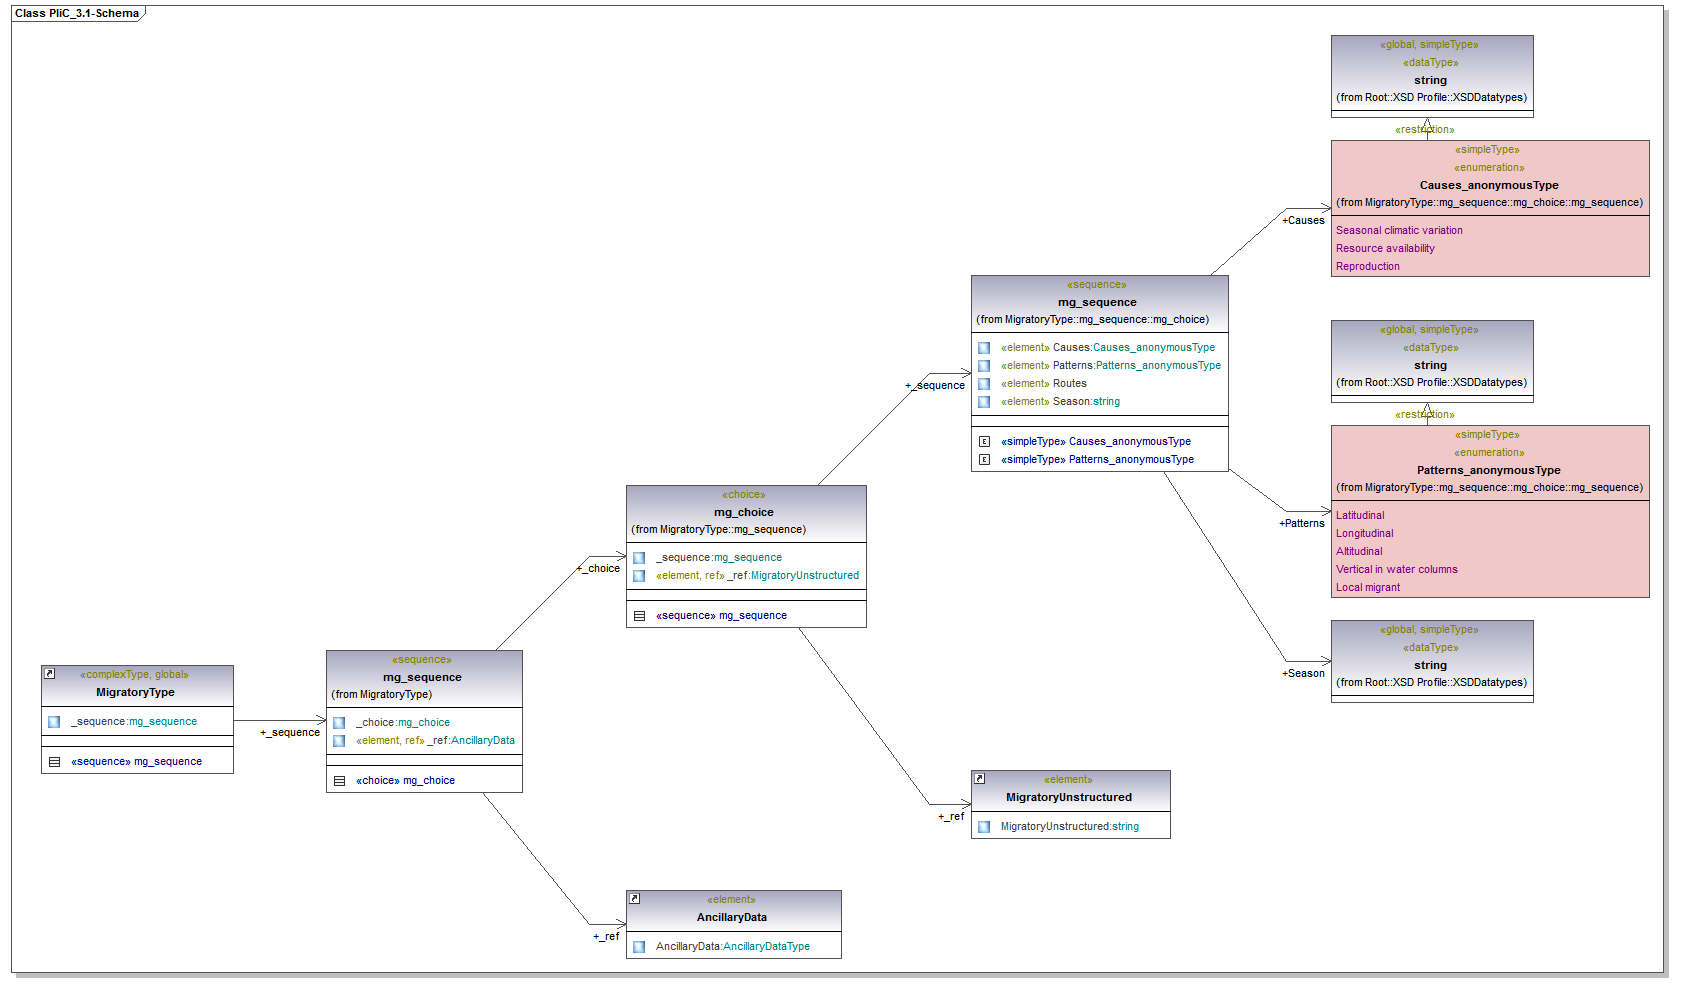 Class PliC_3.1-Schema
«global, simpleType»
«dataType»
string
(from Root::XSD Profile::XSDDatatypes)
«restriction»
«simpleType»
«enumeration»
Causes_anonymousType
(from MigratoryType::mg_sequence::mg_choice::mg_sequence)
Seasonal climatic variation
Resource availability
Reproduction
+Causes
«sequence»
mg_sequence
(from MigratoryType::mg_sequence::mg_choice)
«element» Causes:Causes_anonymousType
«element» Patterns:Patterns_anonymousType
«element» Routes
«element» Season:string
«simpleType» Causes_anonymousType
«simpleType» Patterns_anonymousType
+_sequence
«global, simpleType»
«dataType»
string
(from Root::XSD Profile::XSDDatatypes)
«restriction»
«simpleType»
«enumeration»
Patterns_anonymousType
(from MigratoryType::mg_sequence::mg_choice::mg_sequence)
Latitudinal
Longitudinal
Altitudinal
Vertical in water columns
Local migrant
+Patterns
«choice»
mg_choice
(from MigratoryType::mg_sequence)
_sequence:mg_sequence
«element, ref» _ref:MigratoryUnstructured
«sequence» mg_sequence
+_choice
«global, simpleType»
«dataType»
string
(from Root::XSD Profile::XSDDatatypes)
+Season
«complexType, global»
MigratoryType
_sequence:mg_sequence
«sequence» mg_sequence
+_sequence
«sequence»
mg_sequence
(from MigratoryType)
_choice:mg_choice
«element, ref» _ref:AncillaryData
«choice» mg_choice
«element»
MigratoryUnstructured
MigratoryUnstructured:string
+_ref
«element»
AncillaryData
AncillaryData:AncillaryDataType
+_ref